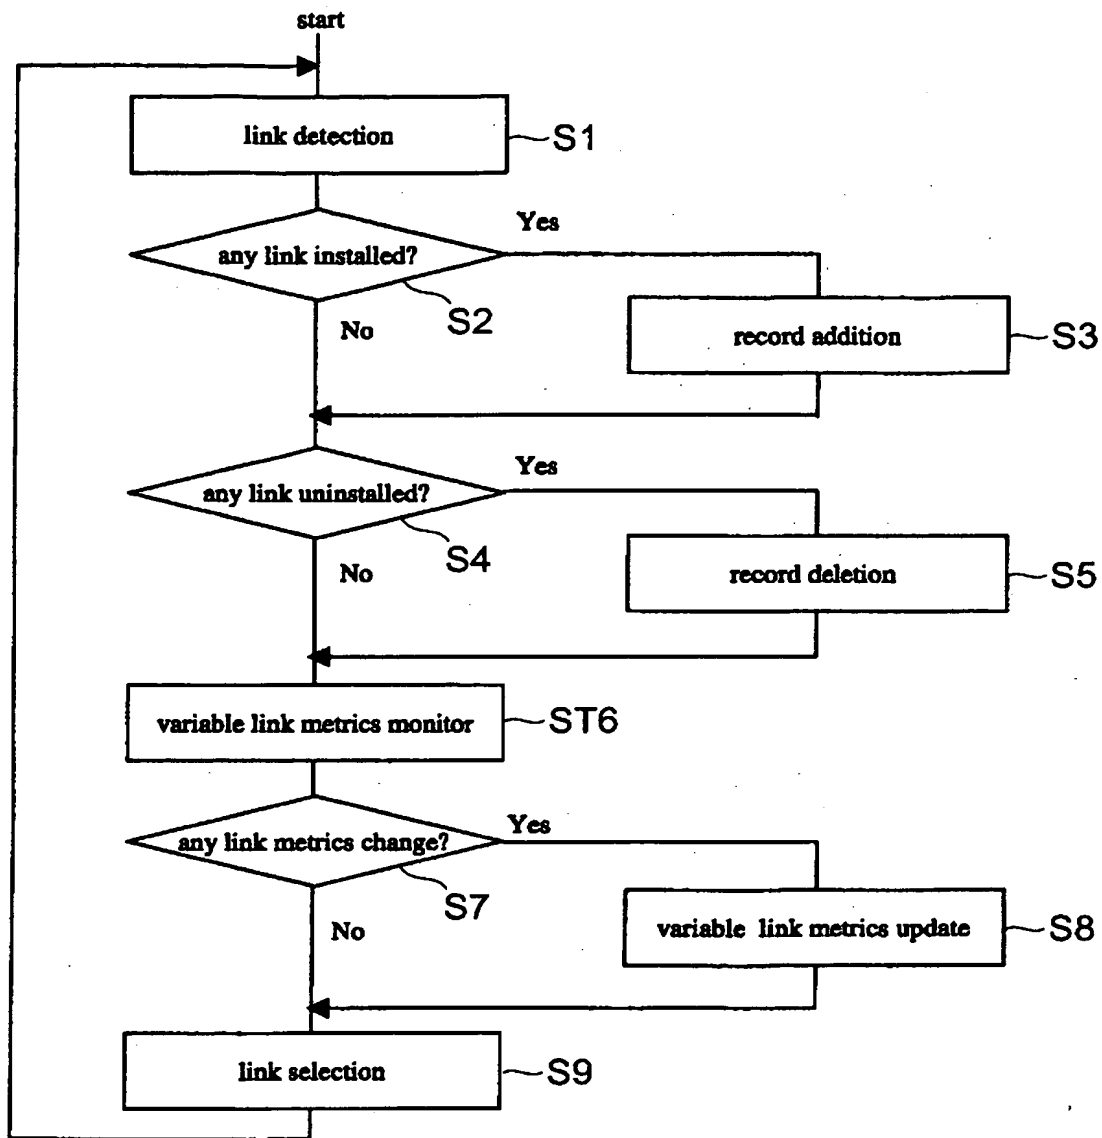 start
link detection
S1
Yes
any link installed?
S2
No
record addition
S3
Yes
any link uninstalled?
S4
No
record deletion
S5
variable link metrics monitor
ST6
Yes
any link metrics change?
S7
No
variable link metrics update
S8
link selection
S9